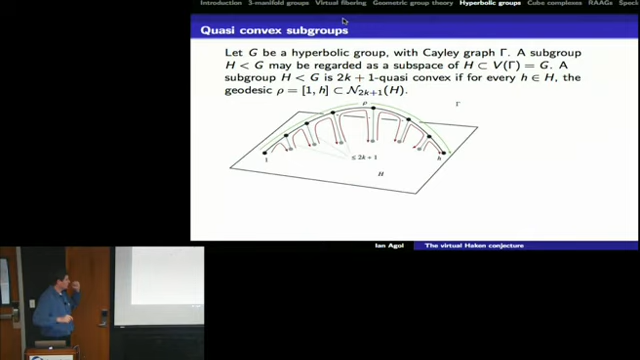 Introduction 3-manifold groups Virtual fibering Geometric group theory Hyperbolic groups Cube complexes RAAGs Speci
Quasi convex subgroups
Let G be a hyperbolic group, with Cayley graph Γ. A subgroup
H < G may be regarded as a subspace of H ⊂ V(Γ) = G. A
subgroup H < G is 2k + 1-quasi convex if for every h ∈ H, the
geodesic ρ = [1, h] ⊂ N₂ₖ₊₁(H).
ρ
Γ
1
≤ 2k + 1
h
H
Ian Agol
The virtual Haken conjecture